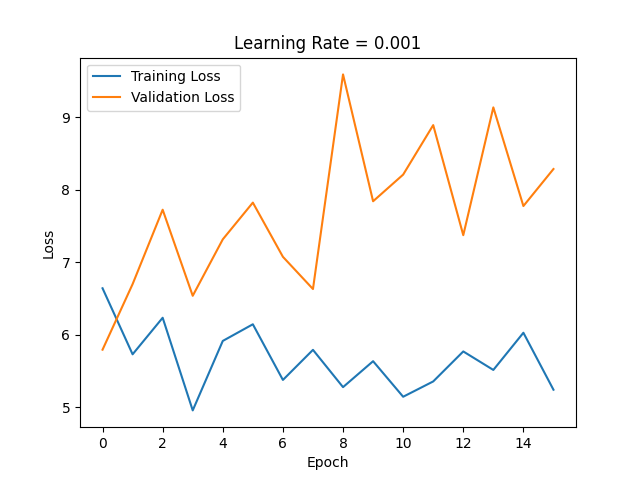 Learning Rate = 0.001
Training Loss
Validation Loss
9
8
7
6
5
Loss
0 2 4 6 8 10 12 14
Epoch